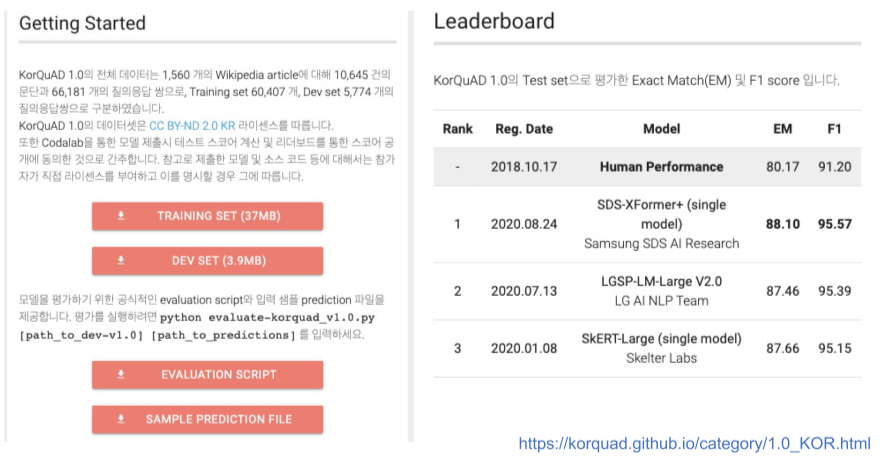 Getting Started
KorQuAD 1.0의 전체 데이터는 1,560 개의 Wikipedia article에 대해 10,645 건의
문단과 66,181 개의 질의응답 쌍으로, Training set 60,407 개, Dev set 5,774 개의
질의응답쌍으로 구분하였습니다.
KorQuAD 1.0의 데이터셋은 CC BY-ND 2.0 KR 라이센스를 따릅니다.
또한 Codalab을 통한 모델 제출시 테스트 스코어 계산 및 리더보드를 통한 스코어 공
개에 동의한 것으로 간주합니다. 참고로 제출한 모델 및 소스 코드 등에 대해서는 참가
자가 직접 라이센스를 부여하고 이를 명시할 경우 그에 따릅니다.
TRAINING SET (37MB)
DEV SET (3.9MB)
모델을 평가하기 위한 공식적인 evaluation script와 입력 샘플 prediction 파일을
제공합니다. 평가를 실행하려면 python evaluate-korquad_v1.0.py
[path_to_dev-v1.0] [path_to_predictions] 를 입력하세요.
EVALUATION SCRIPT
SAMPLE PREDICTION FILE
Leaderboard
KorQuAD 1.0의 Test set으로 평가한 Exact Match(EM) 및 F1 score 입니다.
Rank Reg. Date Model EM F1
- 2018.10.17 Human Performance 80.17 91.20
SDS-XFormer+ (single
1 2020.08.24 model) 88.10 95.57
Samsung SDS AI Research
LGSP-LM-Large V2.0
2 2020.07.13 87.46 95.39
LG AI NLP Team
SkERT-Large (single model)
3 2020.01.08 87.66 95.15
Skelter Labs
https://korquad.github.io/category/1.0_KOR.html